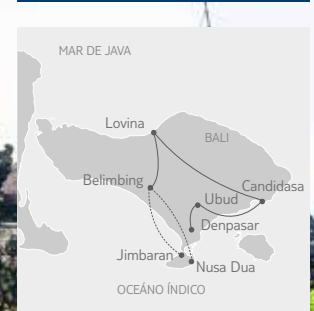 MAR DE JAVA
Lovina
BALI
Belimbing
Candidasa
Ubud
Denpasar
Jimbaran
Nusa Dua
OCEÁNO ÍNDICO